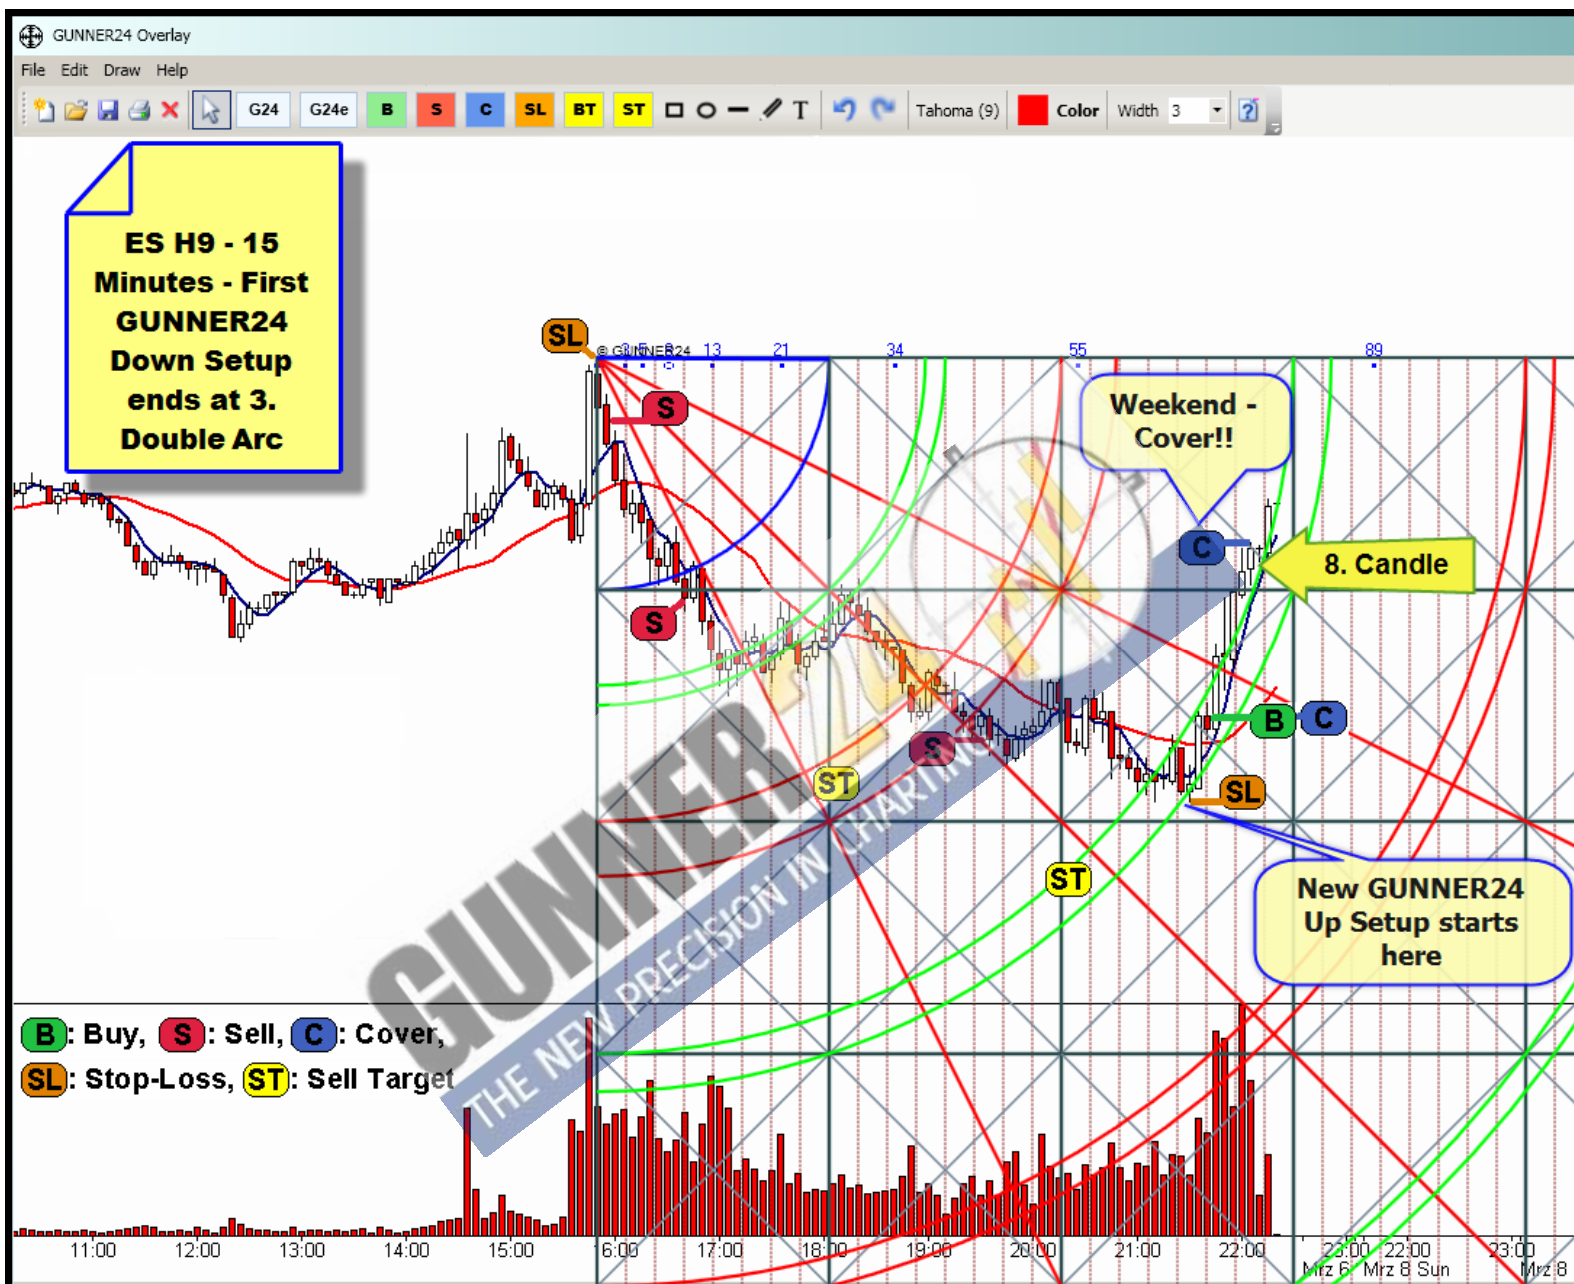 GUNNER24 Overlay
File Edit Draw Help
G24 G24e B S C SL BT ST T Tahoma (9) Color Width 3
ES H9 - 15
Minutes - First
GUNNER24
Down Setup
ends at 3.
Double Arc
SL
© GUNNER24
3 5 8 13 21 34 55 89
S
Weekend -
Cover!!
C
8. Candle
S
B C
S
ST
SL
ST
New GUNNER24
Up Setup starts
here
GUNNER24
THE NEW PRECISION IN CHARTING
B : Buy, S : Sell, C : Cover,
SL : Stop-Loss, ST : Sell Target
11:00 12:00 13:00 14:00 15:00 16:00 17:00 18:00 19:00 20:00 21:00 22:00 23:00 22:00 23:00
Mrz 6 Mrz 8 Sun Mrz 8